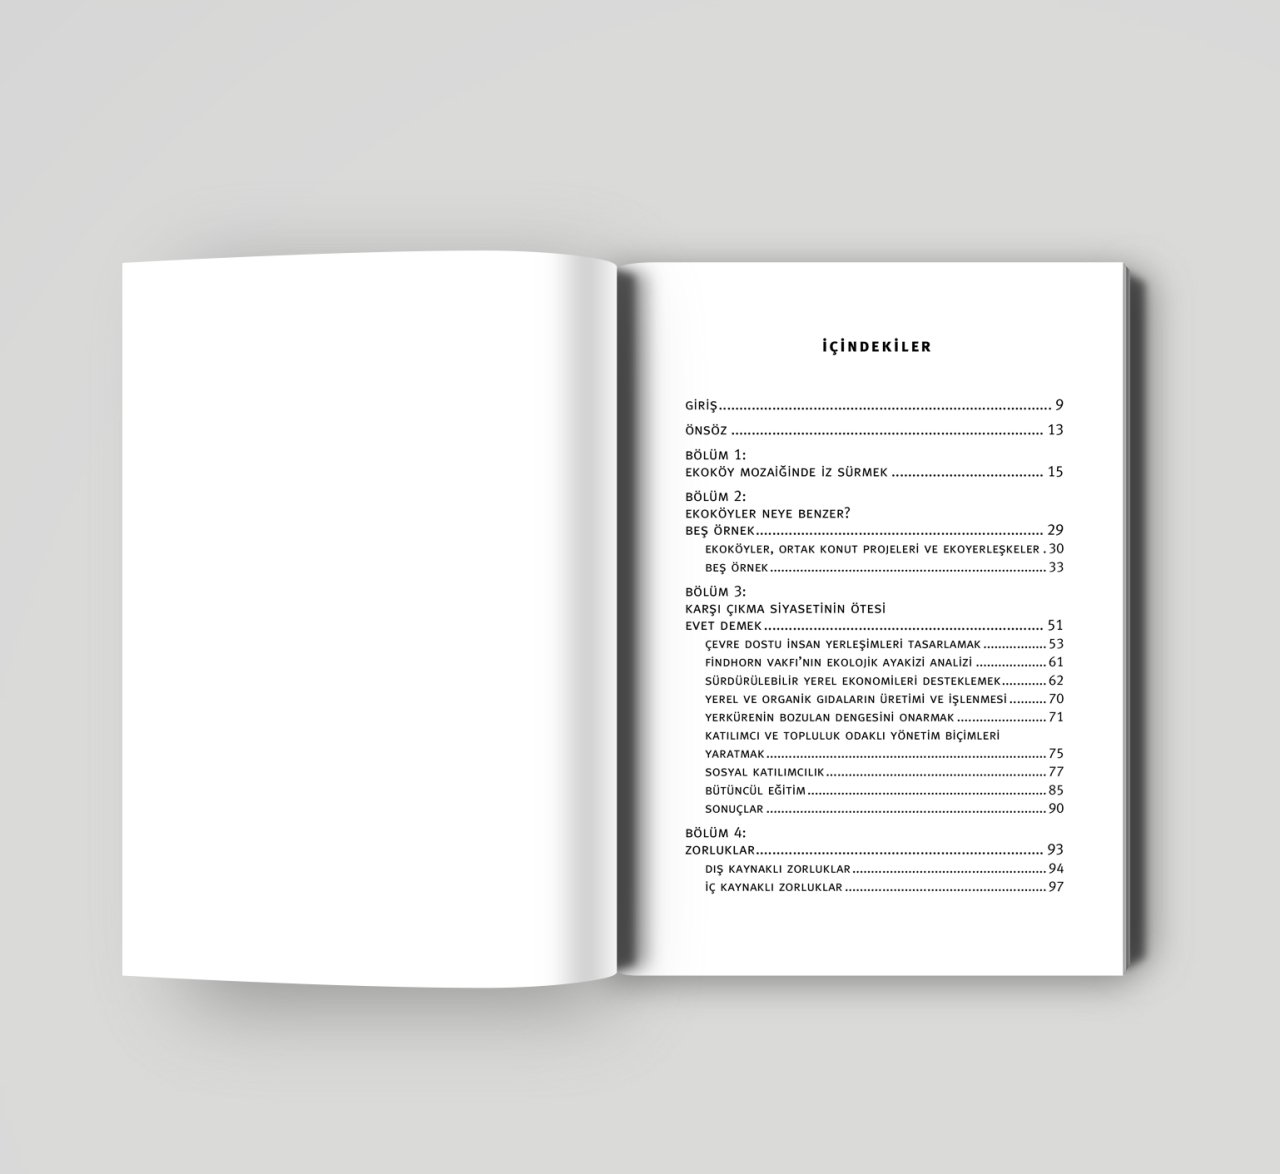 İÇİNDEKİLER
GİRİŞ................................................................................ 9
ÖNSÖZ ........................................................................... 13
BÖLÜM 1:
EKOKÖY MOZAİĞİNDE İZ SÜRMEK ..................................... 15
BÖLÜM 2:
EKOKÖYLER NEYE BENZER?
BEŞ ÖRNEK..................................................................... 29
EKOKÖYLER, ORTAK KONUT PROJELERİ VE EKOYERLEŞKELER . 30
BEŞ ÖRNEK......................................................................... 33
BÖLÜM 3:
KARŞI ÇIKMA SİYASETİNİN ÖTESİ
EVET DEMEK ................................................................... 51
ÇEVRE DOSTU İNSAN YERLEŞİMLERİ TASARLAMAK ................. 53
FİNDHORN VAKFI'NIN EKOLOJİK AYAKİZİ ANALİZİ ................... 61
SÜRDÜRÜLEBİLİR YEREL EKONOMİLERİ DESTEKLEMEK............ 62
YEREL VE ORGANİK GIDALARIN ÜRETİMİ VE İŞLENMESİ .......... 70
YERKÜRENİN BOZULAN DENGESİNİ ONARMAK ........................ 71
KATILIMCI VE TOPLULUK ODAKLI YÖNETİM BİÇİMLERİ
YARATMAK........................................................................... 75
SOSYAL KATILIMCILIK........................................................... 77
BÜTÜNCÜL EĞİTİM................................................................ 85
SONUÇLAR ........................................................................... 90
BÖLÜM 4:
ZORLUKLAR..................................................................... 93
DIŞ KAYNAKLI ZORLUKLAR.................................................... 94
İÇ KAYNAKLI ZORLUKLAR ...................................................... 97